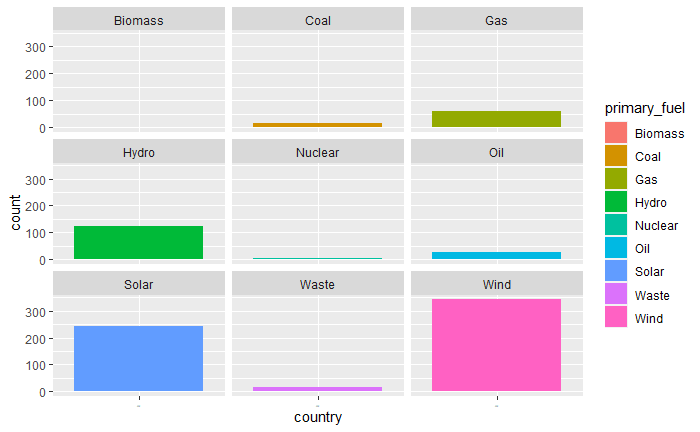 Biomass
Coal
Gas
300
200
100
0
Hydro
Nuclear
Oil
300
200
100
0
Solar
Waste
Wind
300
200
100
0
count
country
primary_fuel
Biomass
Coal
Gas
Hydro
Nuclear
Oil
Solar
Waste
Wind